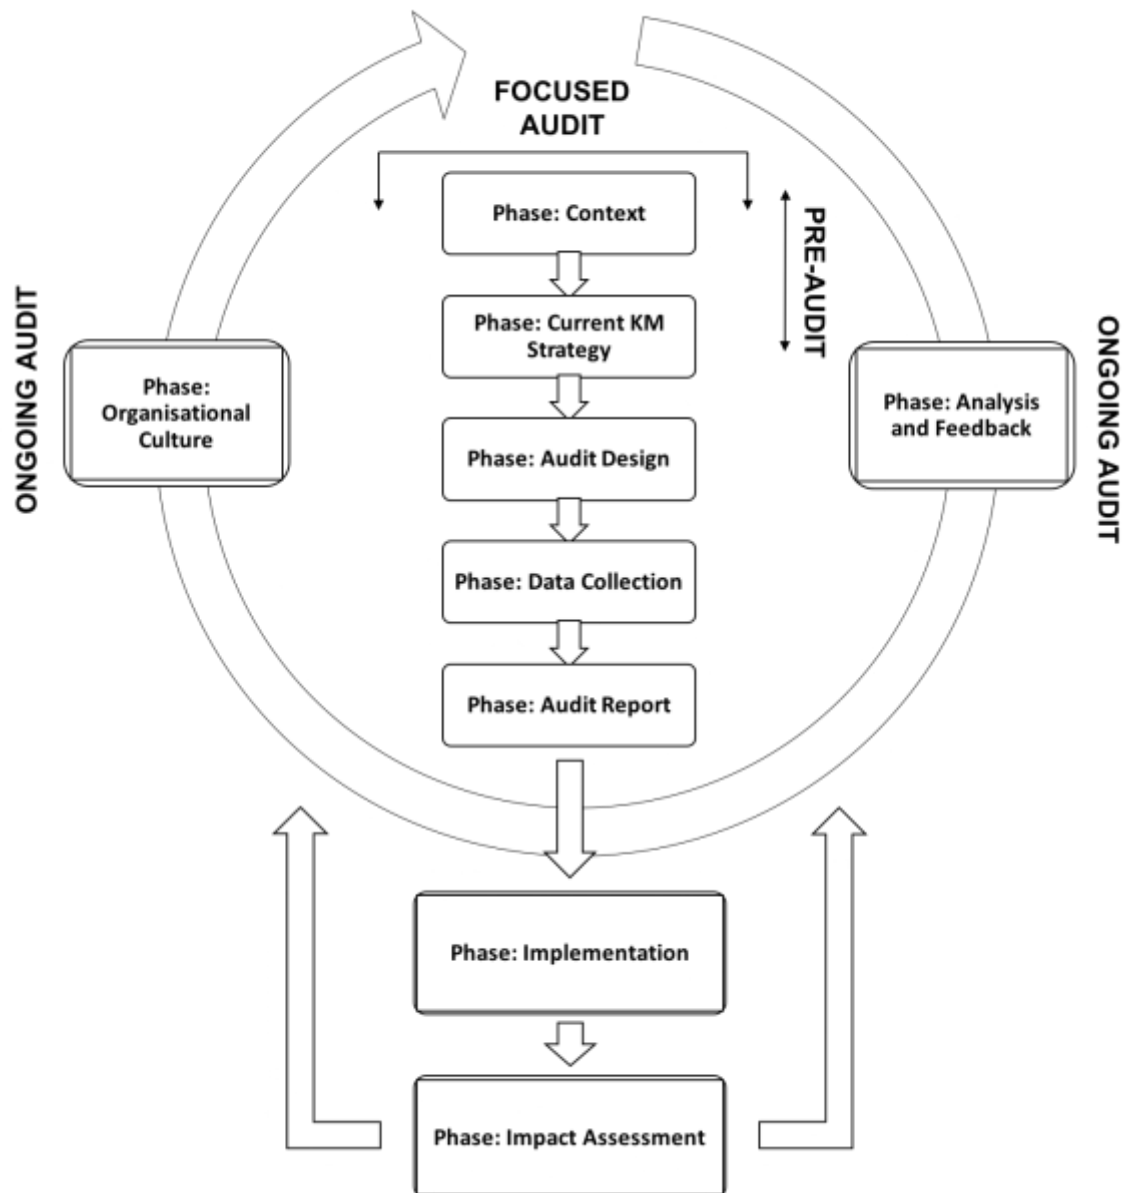 FOCUSED
AUDIT
Phase: Context
PRE-AUDIT
Phase: Current KM
Strategy
ONGOING AUDIT
Phase:
Organisational
Culture
Phase: Analysis
and Feedback
ONGOING AUDIT
Phase: Audit Design
Phase: Data Collection
Phase: Audit Report
Phase: Implementation
Phase: Impact Assessment